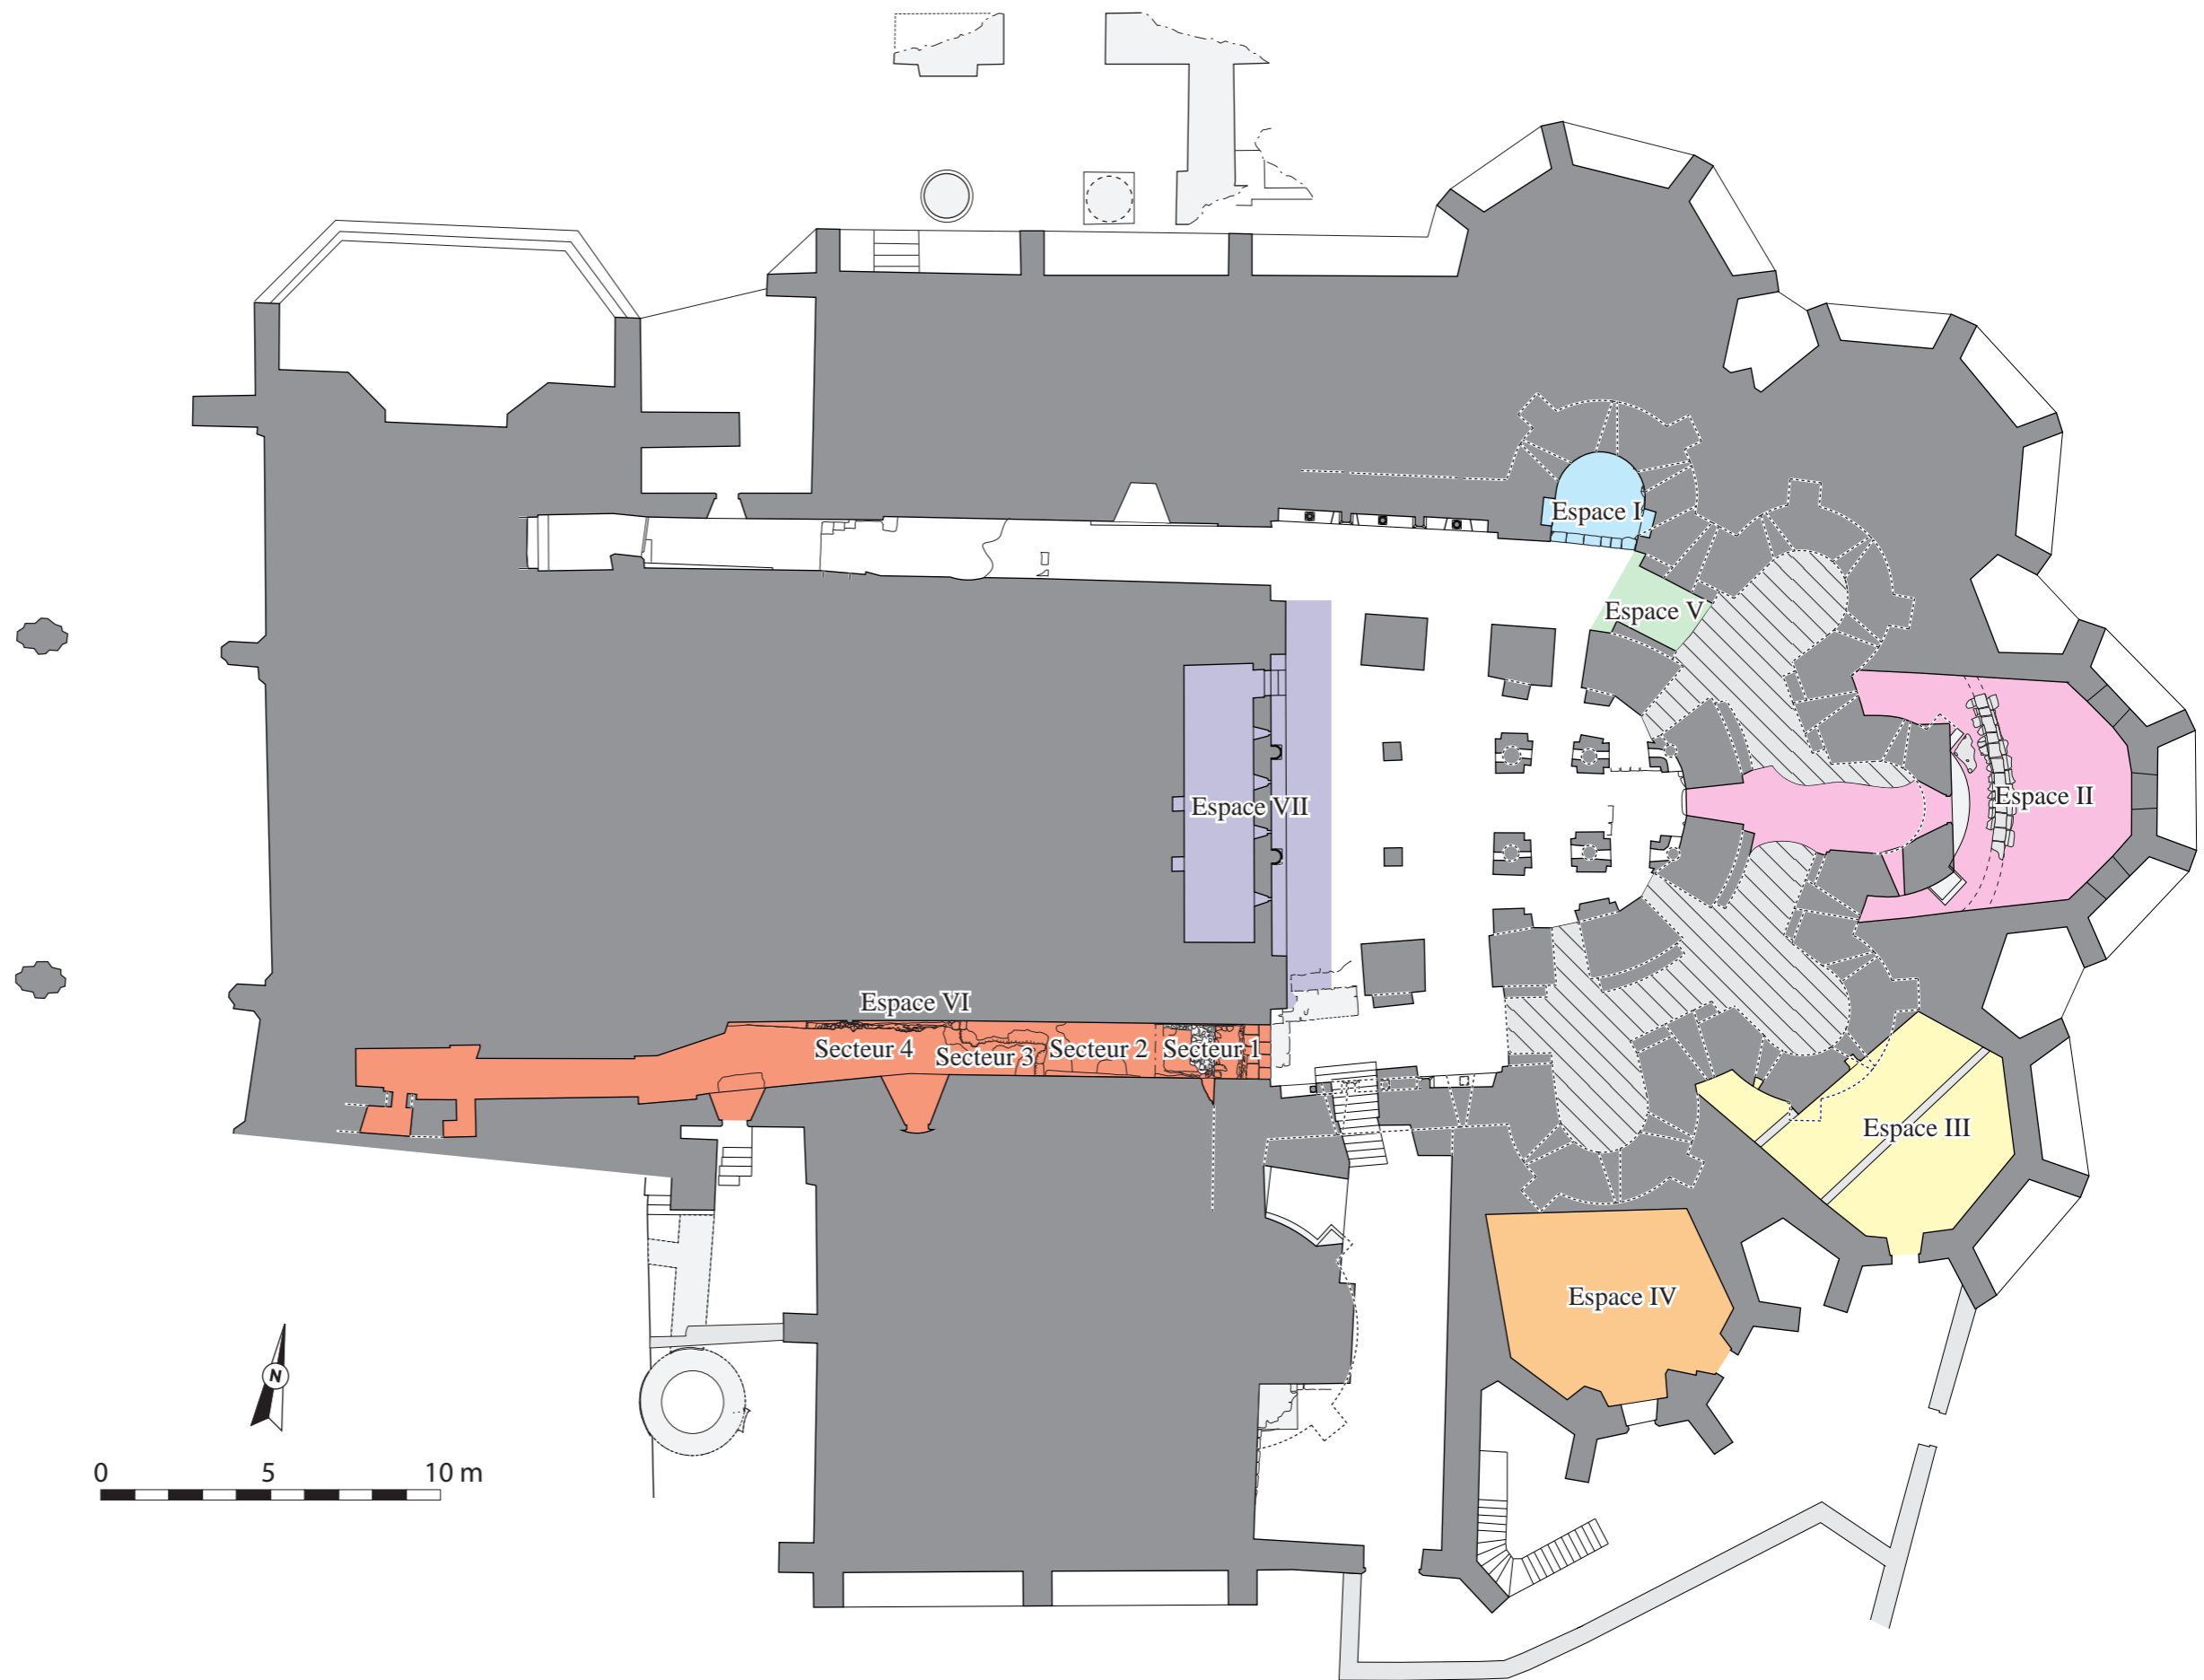 Espace I
Espace V
Espace II
Espace VII
Espace VI
Secteur 4
Secteur 3
Secteur 2
Secteur 1
Espace III
Espace IV
N
0 5 10 m